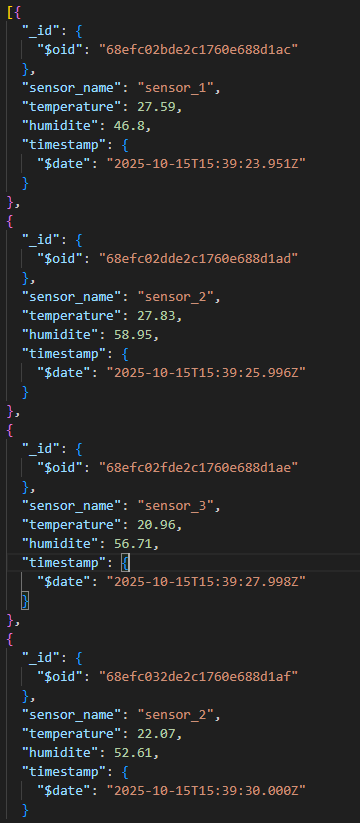 [{
"_id": {
"$oid": "68efc02bde2c1760e688d1ac"
},
"sensor_name": "sensor_1",
"temperature": 27.59,
"humidite": 46.8,
"timestamp": {
"$date": "2025-10-15T15:39:23.951Z"
}
},
{
"_id": {
"$oid": "68efc02dde2c1760e688d1ad"
},
"sensor_name": "sensor_2",
"temperature": 27.83,
"humidite": 58.95,
"timestamp": {
"$date": "2025-10-15T15:39:25.996Z"
}
},
{
"_id": {
"$oid": "68efc02fde2c1760e688d1ae"
},
"sensor_name": "sensor_3",
"temperature": 20.96,
"humidite": 56.71,
"timestamp": {
"$date": "2025-10-15T15:39:27.998Z"
}
},
{
"_id": {
"$oid": "68efc032de2c1760e688d1af"
},
"sensor_name": "sensor_2",
"temperature": 22.07,
"humidite": 52.61,
"timestamp": {
"$date": "2025-10-15T15:39:30.000Z"
}